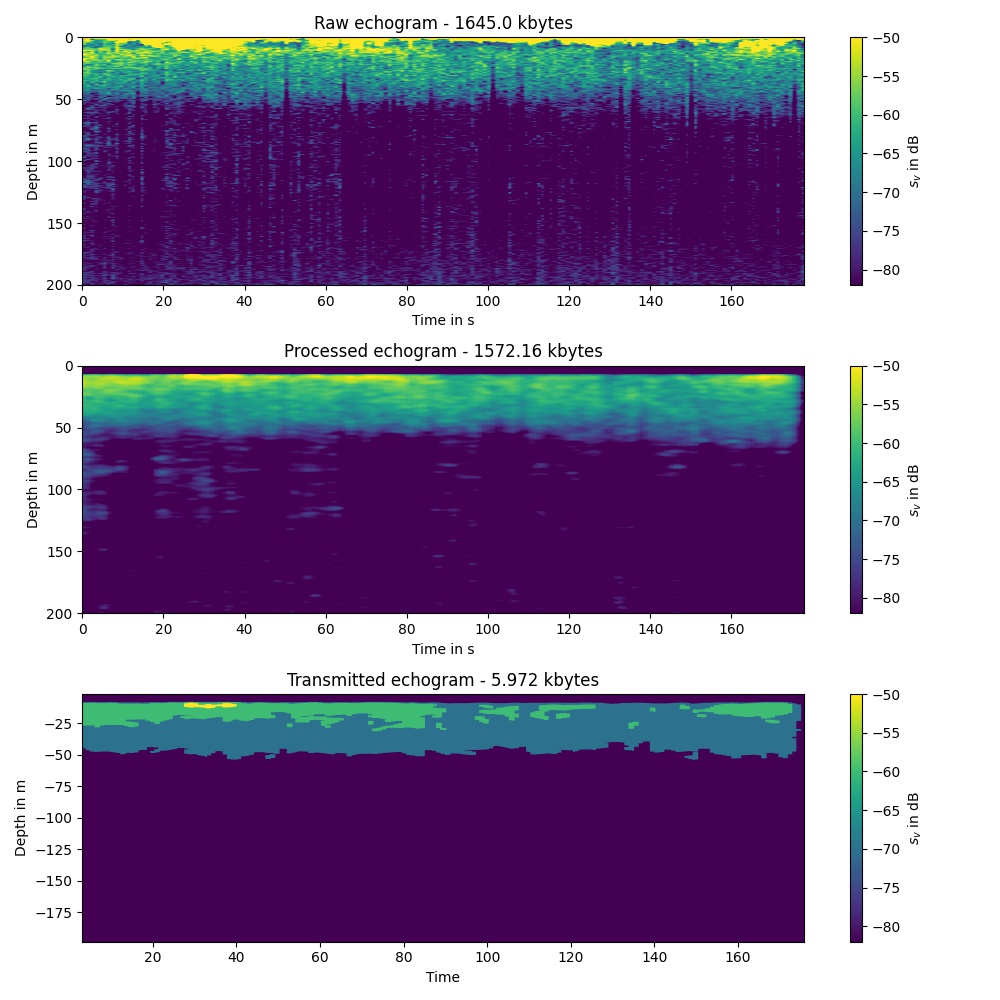 Raw echogram - 1645.0 kbytes
0
50
100
150
200
Depth in m
0 20 40 60 80 100 120 140 160
Time in s
−50
−55
−60
−65
−70
−75
−80
s_v in dB
Processed echogram - 1572.16 kbytes
0
50
100
150
200
Depth in m
0 20 40 60 80 100 120 140 160
Time in s
−50
−55
−60
−65
−70
−75
−80
s_v in dB
Transmitted echogram - 5.972 kbytes
−25
−50
−75
−100
−125
−150
−175
Depth in m
20 40 60 80 100 120 140 160
Time
−50
−55
−60
−65
−70
−75
−80
s_v in dB